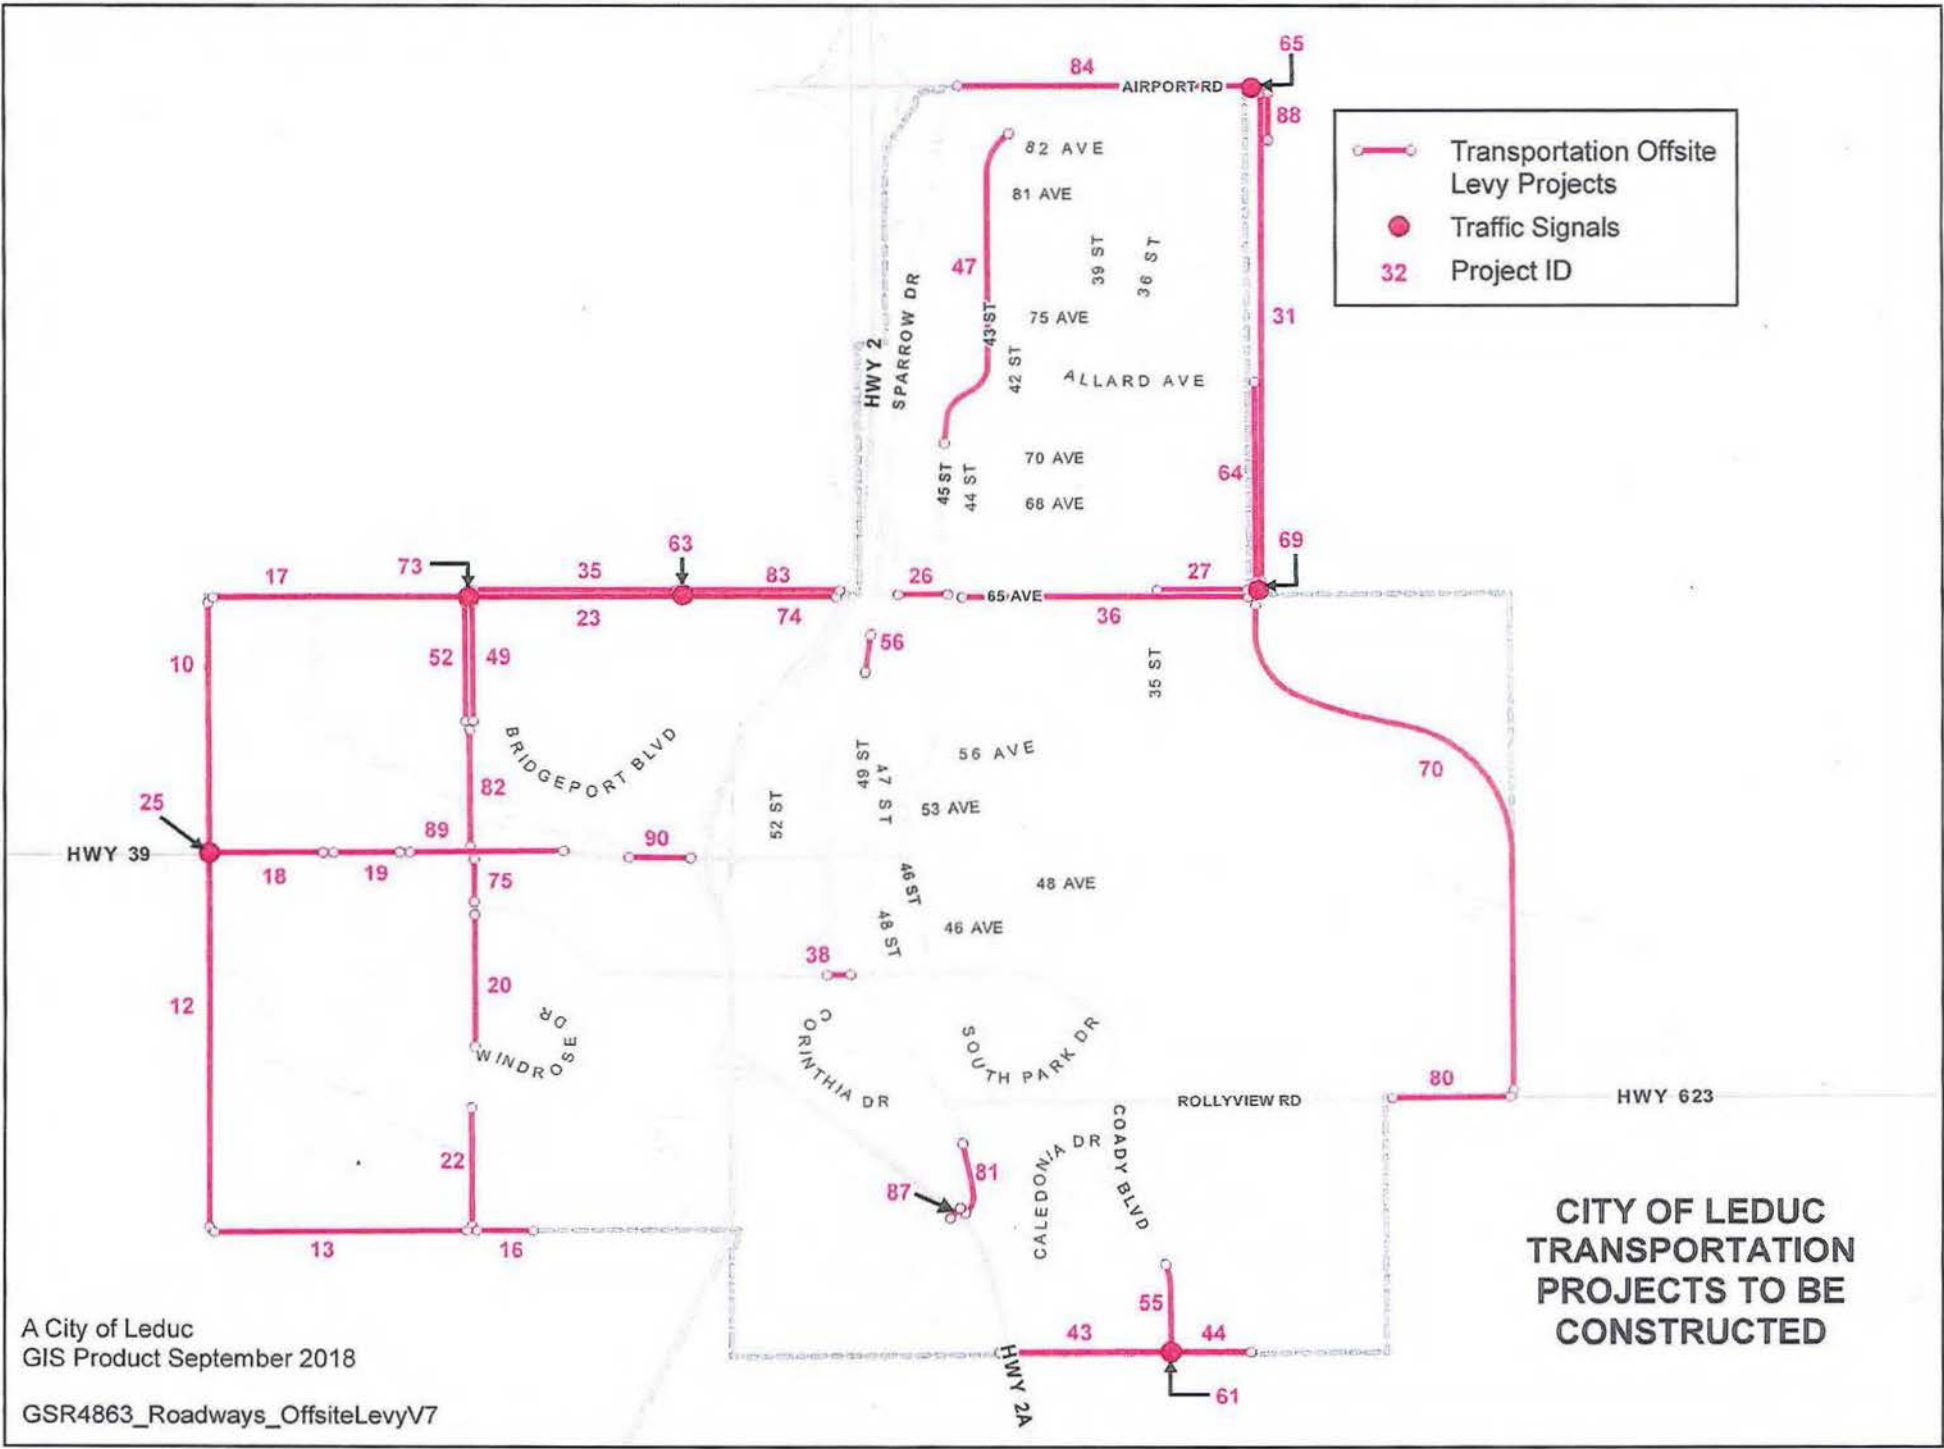 65
84
AIRPORT RD
88
82 AVE
81 AVE
Transportation Offsite
Levy Projects
Traffic Signals
32 Project ID
47
39 ST
36 ST
HWY 2
SPARROW DR
43 ST
75 AVE
31
42 ST
ALLARD AVE
45 ST
44 ST
70 AVE
64
68 AVE
69
63
73
17
35
83
26
27
65 AVE
23
74
36
56
10
52
49
35 ST
BRIDGEPORT BLVD
49 ST
47 ST
56 AVE
70
82
52 ST
53 AVE
25
89
90
HWY 39
18
19
75
46 ST
48 AVE
48 ST
46 AVE
38
20
12
WINDROSE DR
CORINTHIA DR
SOUTH PARK DR
80
ROLLYVIEW RD
HWY 623
COADY BLVD
CALEDONIA DR
22
81
87
13
16
55
43
44
HWY 2A
61
CITY OF LEDUC
TRANSPORTATION
PROJECTS TO BE
CONSTRUCTED
A City of Leduc
GIS Product September 2018
GSR4863_Roadways_OffsiteLevyV7